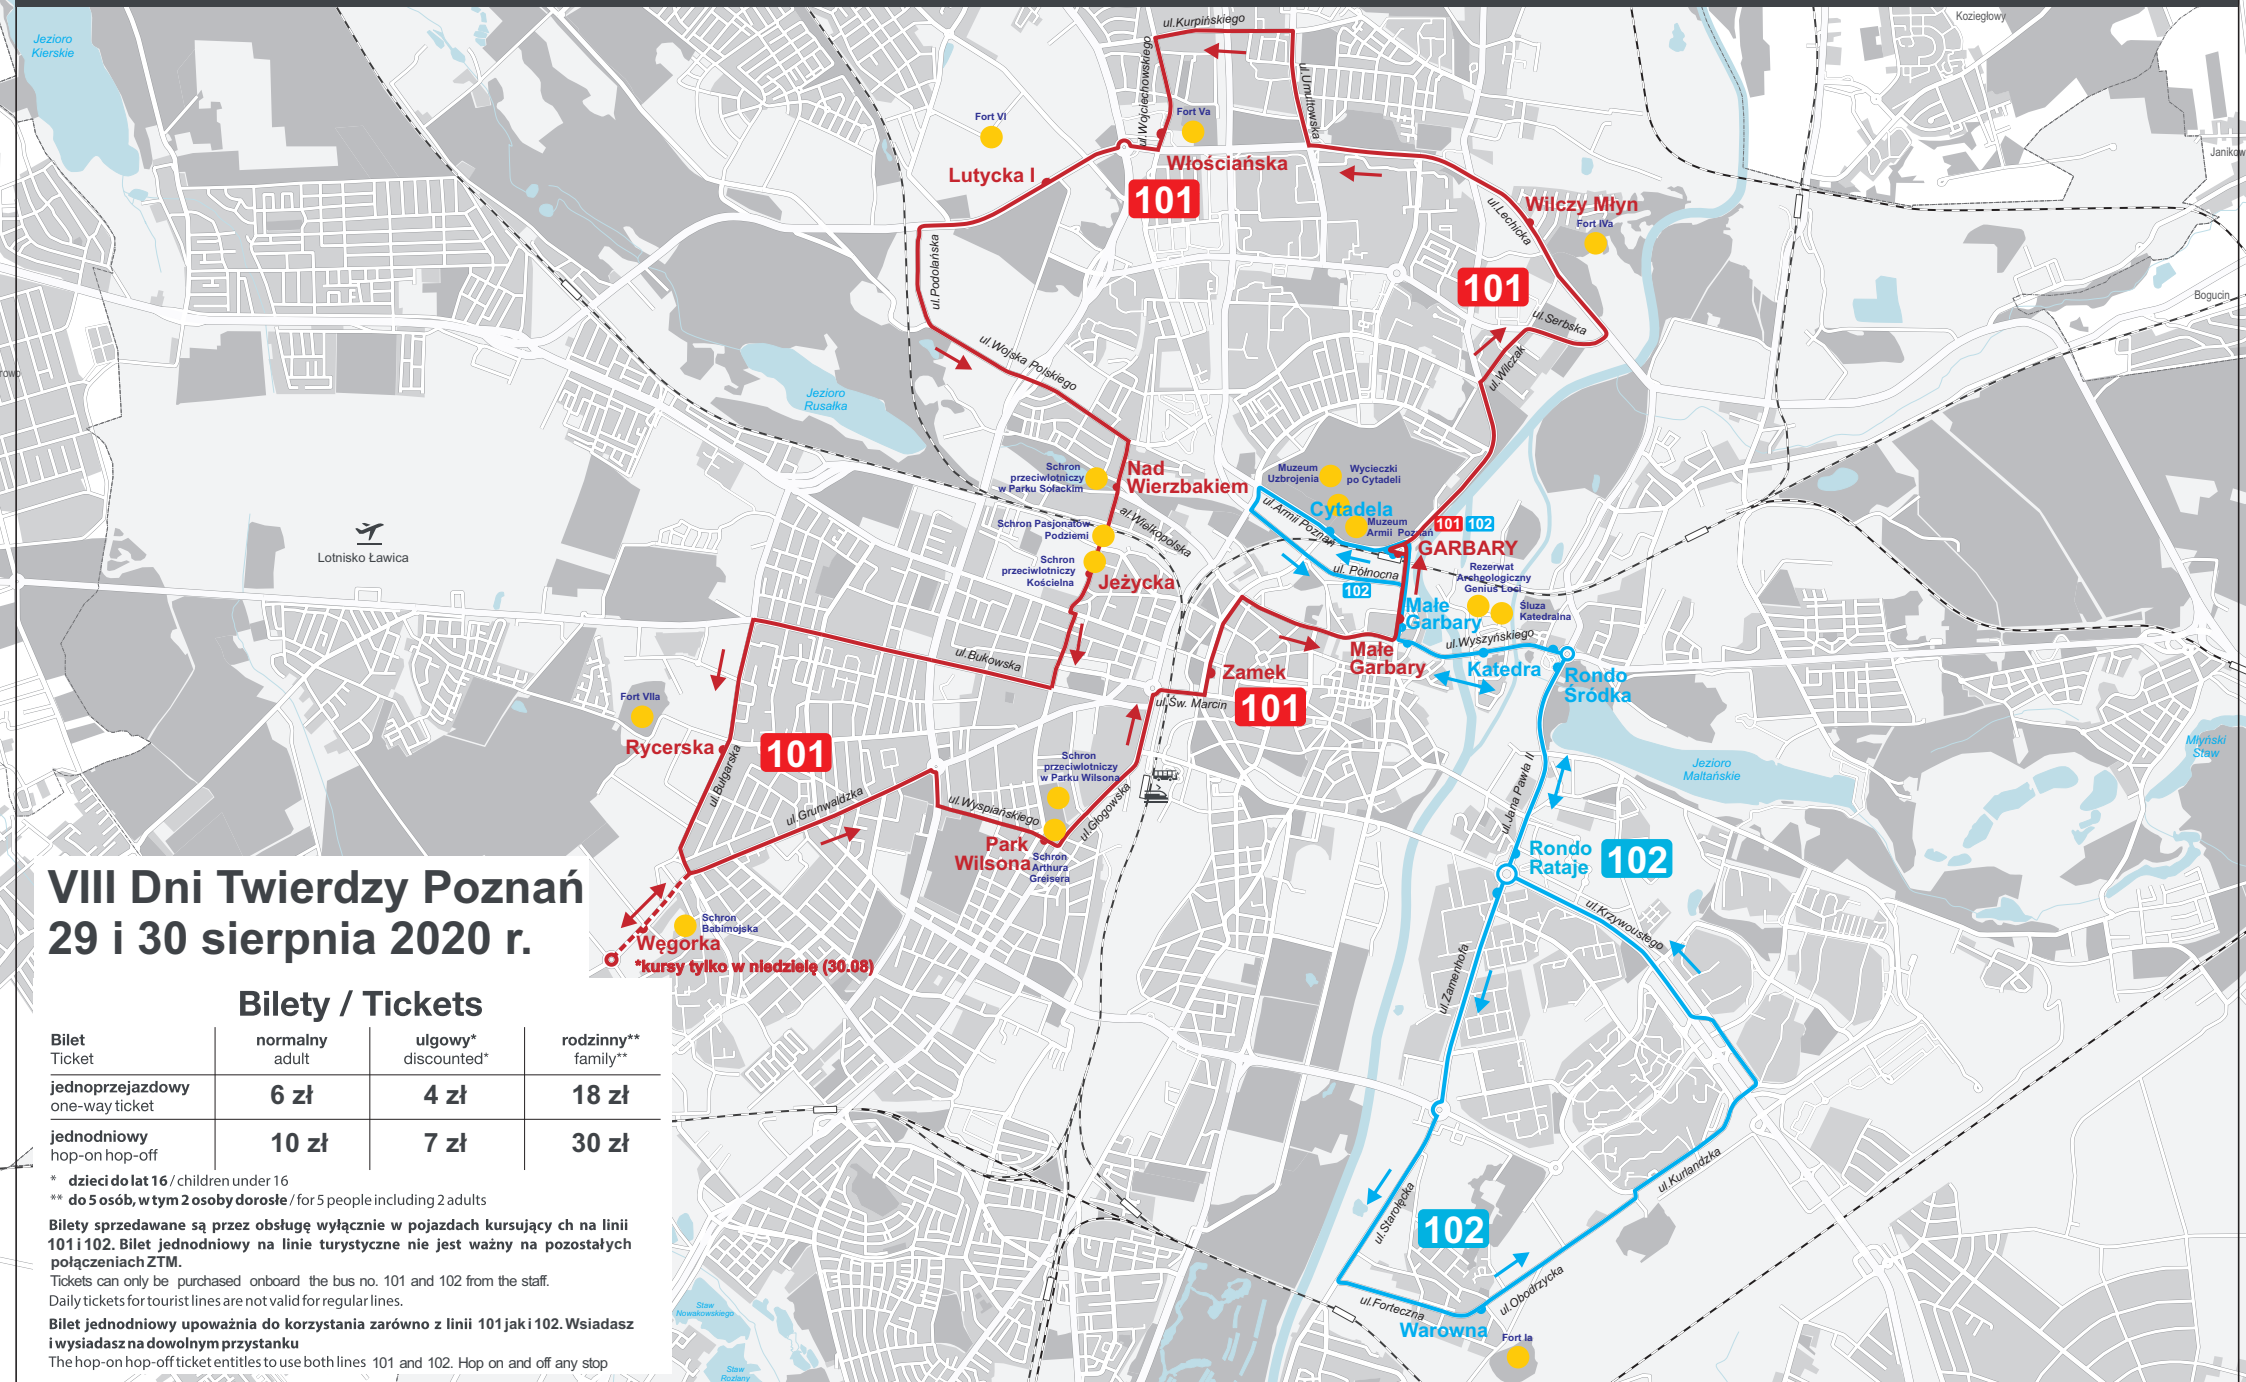 Jezioro
Kierskie
ul.Kurpińskiego
Koziegłowy
ul.Wojciechowskiego
ul.Umultowska
Fort VI
Fort Va
Janikow
Włościańska
Lutycka I
101
Wilczy Młyn
ul.Lechicka
Fort IVa
ul.Podolańska
101
Bogucin
ul.Serbska
ul.Wojska Polskiego
ul.Wilczak
rowo
Jezioro
Rusałka
Schron
przeciwlotniczy
w Parku Sołackim
Nad
Wierzbakiem
Muzeum
Uzbrojenia
Wycieczki
po Cytadeli
ul.Armii Poznań
Cytadela
Muzeum
Armii Poznań
101 102
GARBARY
al.Wielkopolska
Schron Pasjonatów
Podziemi
Lotnisko Ławica
Schron
przeciwlotniczy
Kościelna
Jeżycka
ul. Północna
102
Rezerwat
Archeologiczny
Genius Loci
Śluza
Katedralna
Małe
Garbary
ul.Wyszyńskiego
Małe
Garbary
Katedra
Rondo
Śródka
ul.Bukowska
Zamek
ul.Św. Marcin
101
Fort VIIa
Rycerska
101
ul.Bułgarska
Schron
przeciwlotniczy
w Parku Wilsona
Młyński
Staw
Jezioro
Maltańskie
ul.Jana Pawła II
ul.Grunwaldzka
ul.Wyspiańskiego
ul.Głogowska
Park
Wilsona
Schron
Arthura
Greisera
Rondo
Rataje
102
ul.Krzywoustego
Schron
Babimojska
Węgorka
*kursy tylko w niedzielę (30.08)
ul.Zamenhofa
ul.Kurlandzka
ul.Starołęcka
102
ul.Obodrzycka
ul.Forteczna
Warowna
Fort Ia
Staw
Nowakowskiego
Staw
Rozlany
VIII Dni Twierdzy Poznań
29 i 30 sierpnia 2020 r.
Bilety / Tickets
Bilet normalny ulgowy* rodzinny**
Ticket adult discounted* family**
jednoprzejazdowy 6 zł 4 zł 18 zł
one-way ticket
jednodniowy 10 zł 7 zł 30 zł
hop-on hop-off
* dzieci do lat 16 / children under 16
** do 5 osób, w tym 2 osoby dorosłe / for 5 people including 2 adults
Bilety sprzedawane są przez obsługę wyłącznie w pojazdach kursujący ch na linii
101 i 102. Bilet jednodniowy na linie turystyczne nie jest ważny na pozostałych
połączeniach ZTM.
Tickets can only be purchased onboard the bus no. 101 and 102 from the staff.
Daily tickets for tourist lines are not valid for regular lines.
Bilet jednodniowy upoważnia do korzystania zarówno z linii 101 jak i 102. Wsiadasz
i wysiadasz na dowolnym przystanku
The hop-on hop-off ticket entitles to use both lines 101 and 102. Hop on and off any stop